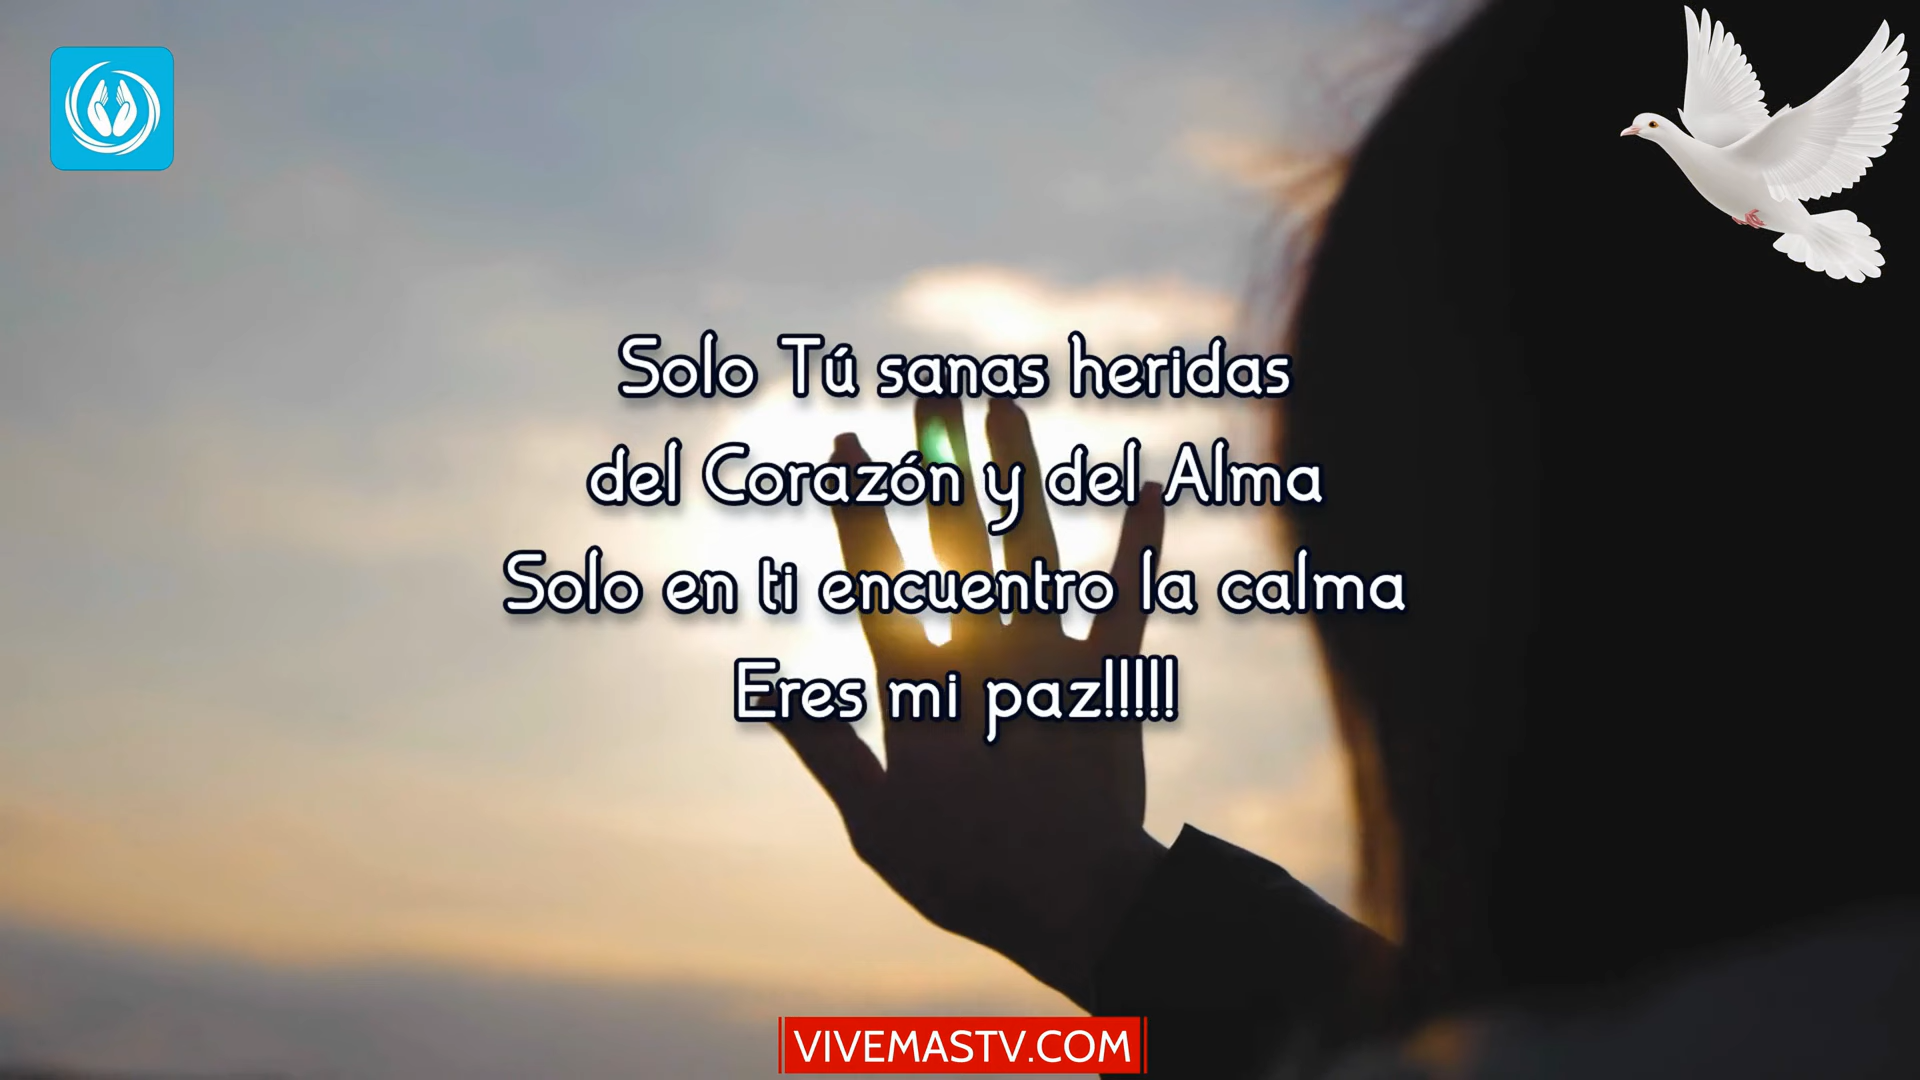 Solo Tú sanas heridas
del Corazón y del Alma
Solo en ti encuentro la calma
Eres mi paz!!!!!
VIVEMASTV.COM